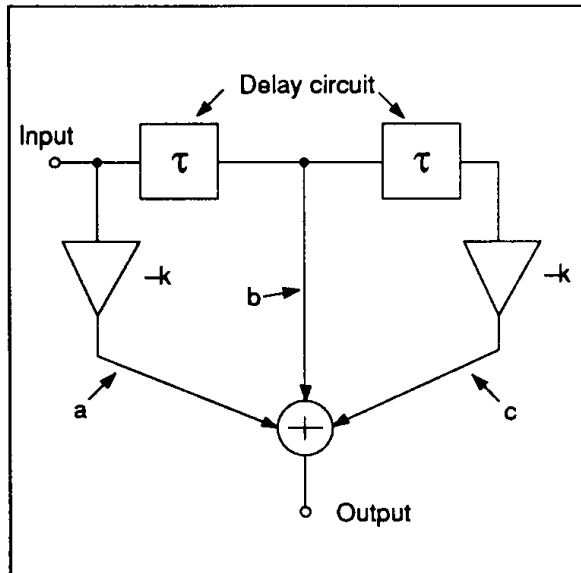 Delay circuit
Input
τ
τ
–k
–k
b
a
c
+
Output